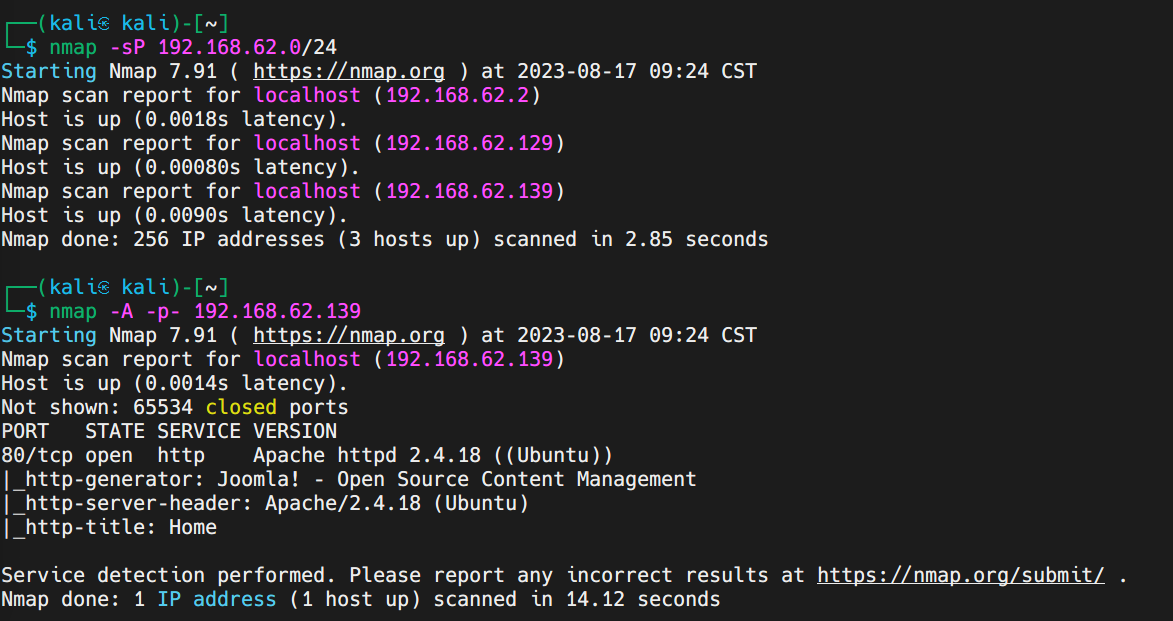 ┌──(kali㉿kali)-[~]
└─$ nmap -sP 192.168.62.0/24
Starting Nmap 7.91 ( https://nmap.org ) at 2023-08-17 09:24 CST
Nmap scan report for localhost (192.168.62.2)
Host is up (0.0018s latency).
Nmap scan report for localhost (192.168.62.129)
Host is up (0.00080s latency).
Nmap scan report for localhost (192.168.62.139)
Host is up (0.0090s latency).
Nmap done: 256 IP addresses (3 hosts up) scanned in 2.85 seconds
┌──(kali㉿kali)-[~]
└─$ nmap -A -p- 192.168.62.139
Starting Nmap 7.91 ( https://nmap.org ) at 2023-08-17 09:24 CST
Nmap scan report for localhost (192.168.62.139)
Host is up (0.0014s latency).
Not shown: 65534 closed ports
PORT   STATE SERVICE VERSION
80/tcp open  http    Apache httpd 2.4.18 ((Ubuntu))
|_http-generator: Joomla! - Open Source Content Management
|_http-server-header: Apache/2.4.18 (Ubuntu)
|_http-title: Home
Service detection performed. Please report any incorrect results at https://nmap.org/submit/ .
Nmap done: 1 IP address (1 host up) scanned in 14.12 seconds